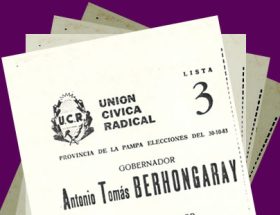 LISTA
3
U.C.R.
UNION
CIVICA
RADICAL
PROVINCIA DE LA PAMPA ELECCIONES DEL 30-10-83
GOBERNADOR
Antonio Tomás BERHONGARAY